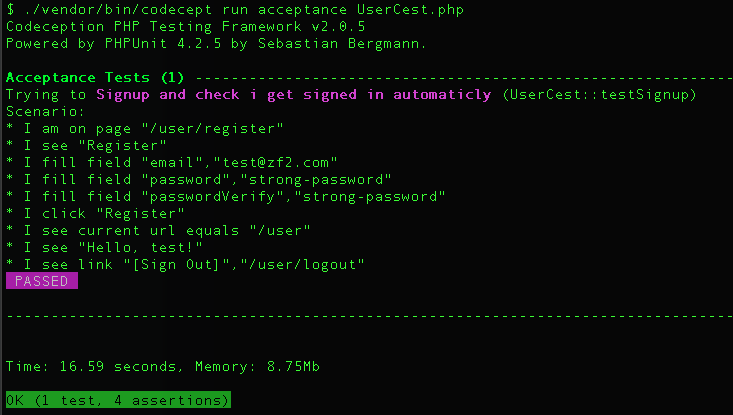 $ ./vendor/bin/codecept run acceptance UserCest.php
Codeception PHP Testing Framework v2.0.5
Powered by PHPUnit 4.2.5 by Sebastian Bergmann.
Acceptance Tests (1) -------------------------------------------------------------
Trying to Signup and check i get signed in automaticly (UserCest::testSignup)
Scenario:
* I am on page "/user/register"
* I see "Register"
* I fill field "email","test@zf2.com"
* I fill field "password","strong-password"
* I fill field "passwordVerify","strong-password"
* I click "Register"
* I see current url equals "/user"
* I see "Hello, test!"
* I see link "[Sign Out]","/user/logout"
PASSED
----------------------------------------------------------------------------------
Time: 16.59 seconds, Memory: 8.75Mb
OK (1 test, 4 assertions)